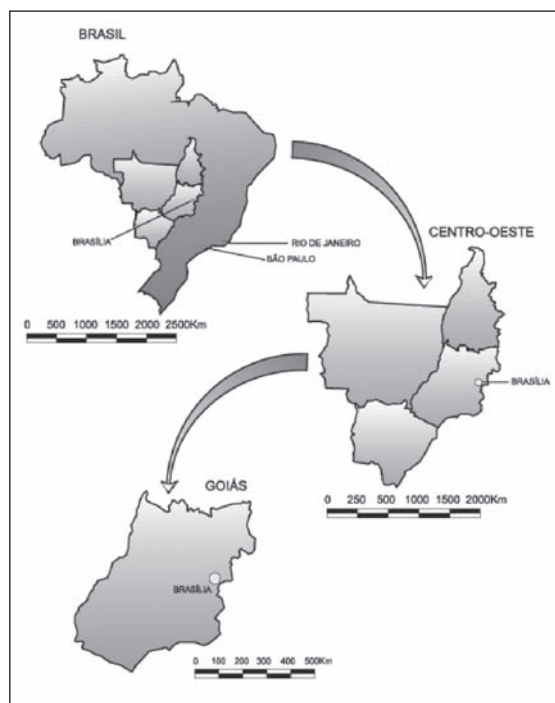 BRASIL
BRASÍLIA
RIO DE JANEIRO
SÃO PAULO
0 500 1000 1500 2000 2500Km
CENTRO-OESTE
BRASÍLIA
0 250 500 1000 1500 2000Km
GOIÁS
BRASÍLIA
0 100 200 300 400 500Km